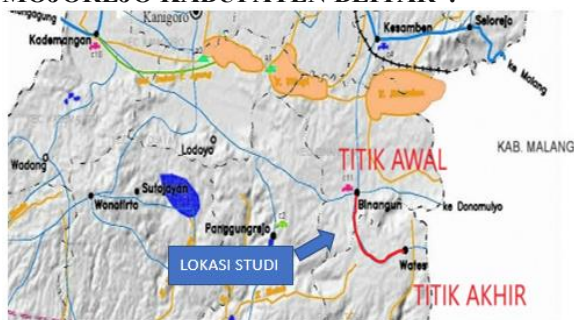 MOJOREJO KABUPATEN BLITAR".
Kanigoro
Kesamben
Selorejo
Kademangan
ke Malang
KAB. MALANG
Lodoyo
TITIK AWAL
Wadang
Sutojayan
Wonotirto
Binangun
ke Donomulyo
Panggungrejo
LOKASI STUDI
Wates
TITIK AKHIR